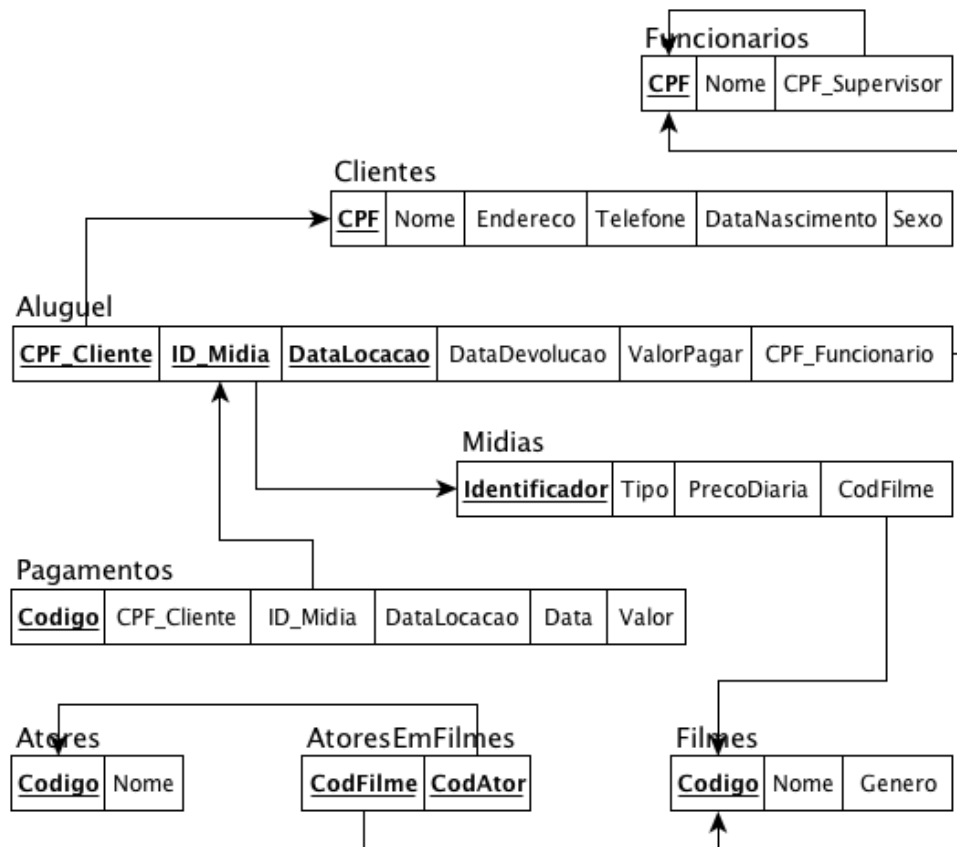 Funcionarios
CPF Nome CPF_Supervisor
Clientes
CPF Nome Endereco Telefone DataNascimento Sexo
Aluguel
CPF_Cliente ID_Midia DataLocacao DataDevolucao ValorPagar CPF_Funcionario
Midias
Identificador Tipo PrecoDiaria CodFilme
Pagamentos
Codigo CPF_Cliente ID_Midia DataLocacao Data Valor
Atores AtoresEmFilmes Filmes
Codigo Nome CodFilme CodAtor Codigo Nome Genero